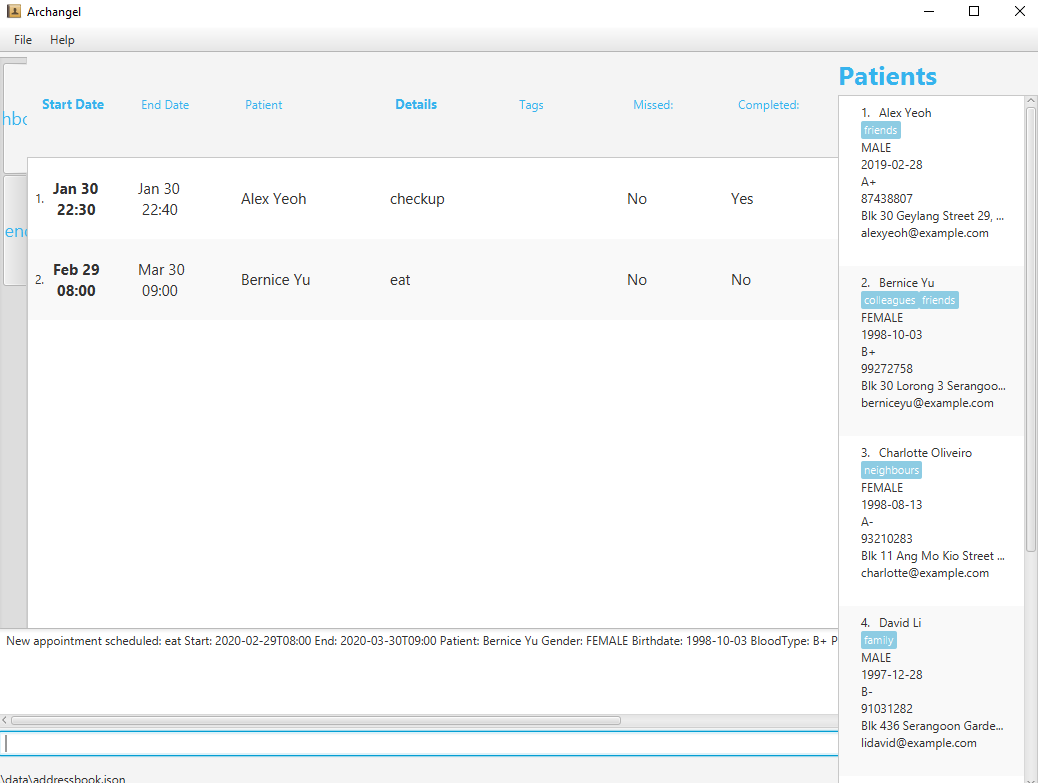 Archangel
File Help
Start Date End Date Patient Details Tags Missed: Completed:
1. Jan 30 22:30 Jan 30 22:40 Alex Yeoh checkup No Yes
2. Feb 29 08:00 Mar 30 09:00 Bernice Yu eat No No
New appointment scheduled: eat Start: 2020-02-29T08:00 End: 2020-03-30T09:00 Patient: Bernice Yu Gender: FEMALE Birthdate: 1998-10-03 BloodType: B+ P
\data\addressbook.json
Patients
1. Alex Yeoh
friends
MALE
2019-02-28
A+
87438807
Blk 30 Geylang Street 29, ...
alexyeoh@example.com
2. Bernice Yu
colleagues friends
FEMALE
1998-10-03
B+
99272758
Blk 30 Lorong 3 Serangoo...
berniceyu@example.com
3. Charlotte Oliveiro
neighbours
FEMALE
1998-08-13
A-
93210283
Blk 11 Ang Mo Kio Street ...
charlotte@example.com
4. David Li
family
MALE
1997-12-28
B-
91031282
Blk 436 Serangoon Garde...
lidavid@example.com